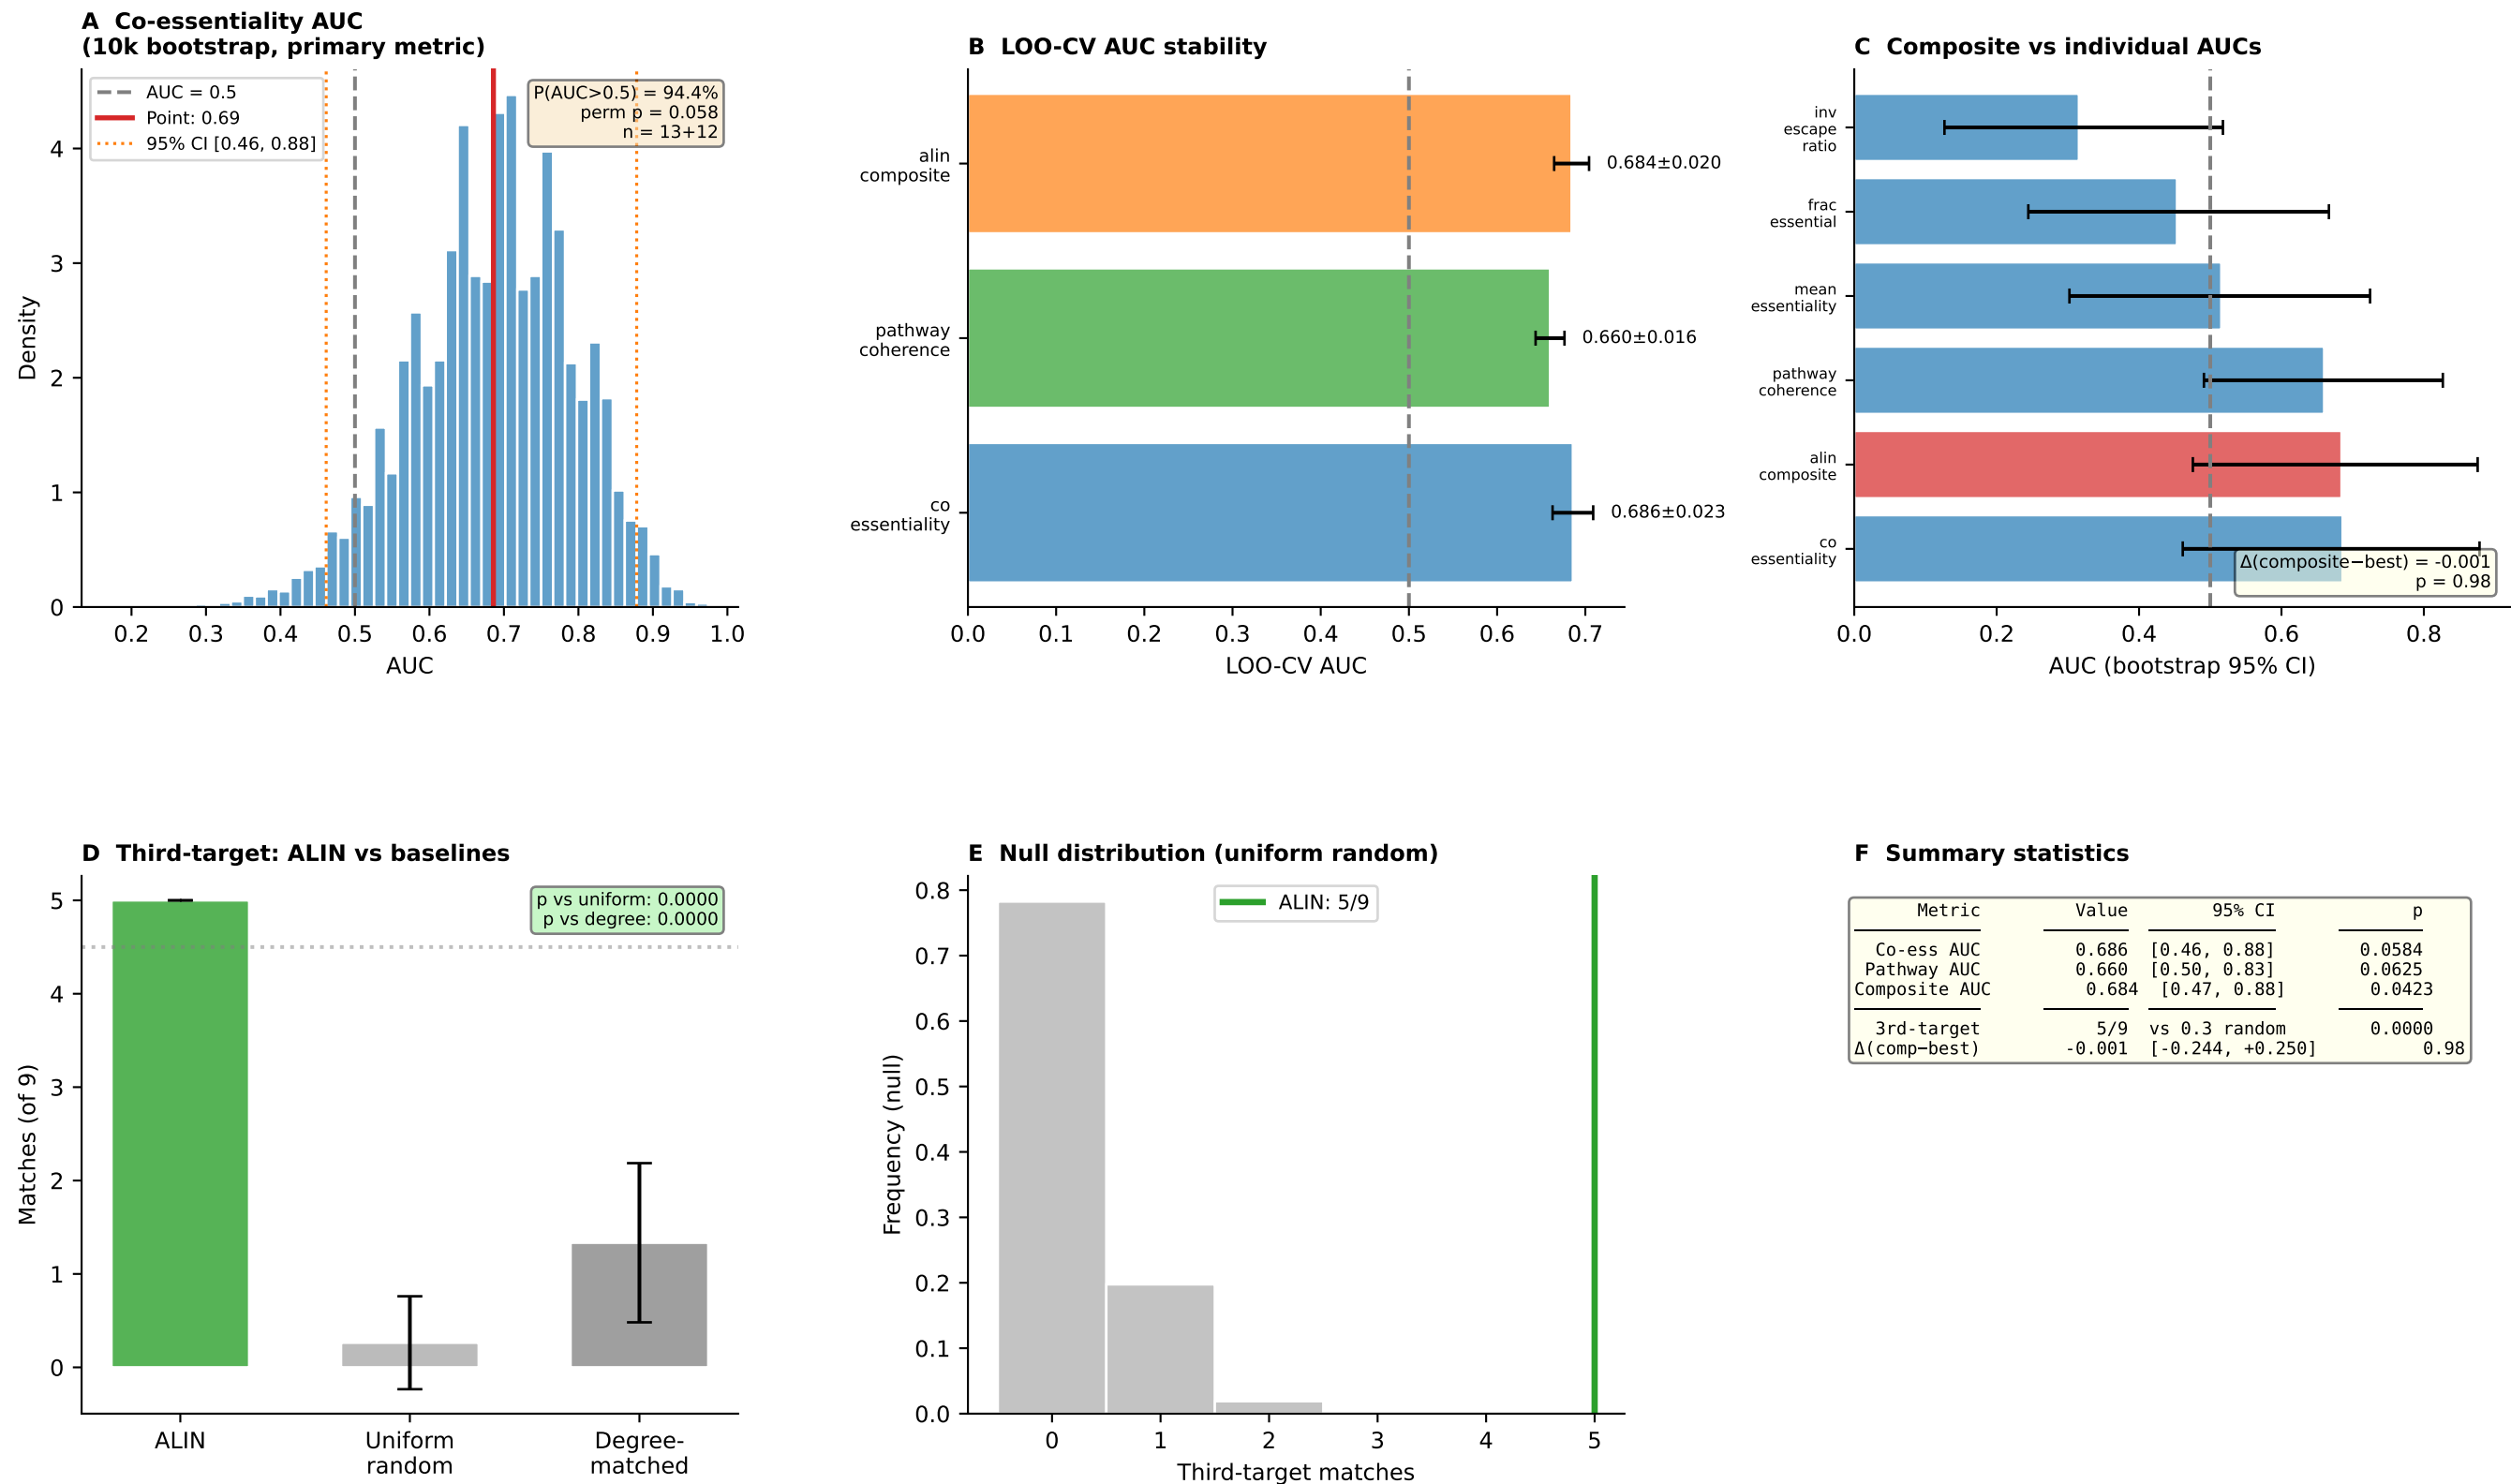 A  Co-essentiality AUC
(10k bootstrap, primary metric)
AUC = 0.5
Point: 0.69
95% CI [0.46, 0.88]
P(AUC>0.5) = 94.4%
perm p = 0.058
n = 13+12
Density
0
1
2
3
4
0.2 0.3 0.4 0.5 0.6 0.7 0.8 0.9 1.0
AUC
B  LOO-CV AUC stability
alin
composite
0.684±0.020
pathway
coherence
0.660±0.016
co
essentiality
0.686±0.023
0.0 0.1 0.2 0.3 0.4 0.5 0.6 0.7
LOO-CV AUC
C  Composite vs individual AUCs
inv
escape
ratio
frac
essential
mean
essentiality
pathway
coherence
alin
composite
co
essentiality
Δ(composite−best) = -0.001
p = 0.98
0.0 0.2 0.4 0.6 0.8
AUC (bootstrap 95% CI)
D  Third-target: ALIN vs baselines
p vs uniform: 0.0000
p vs degree: 0.0000
Matches (of 9)
5
4
3
2
1
0
ALIN
Uniform
random
Degree-
matched
E  Null distribution (uniform random)
ALIN: 5/9
Frequency (null)
0.8
0.7
0.6
0.5
0.4
0.3
0.2
0.1
0.0
0 1 2 3 4 5
Third-target matches
F  Summary statistics
Metric Value 95% CI p
Co-ess AUC 0.686 [0.46, 0.88] 0.0584
Pathway AUC 0.660 [0.50, 0.83] 0.0625
Composite AUC 0.684 [0.47, 0.88] 0.0423
3rd-target 5/9 vs 0.3 random 0.0000
Δ(comp−best) -0.001 [-0.244, +0.250] 0.98